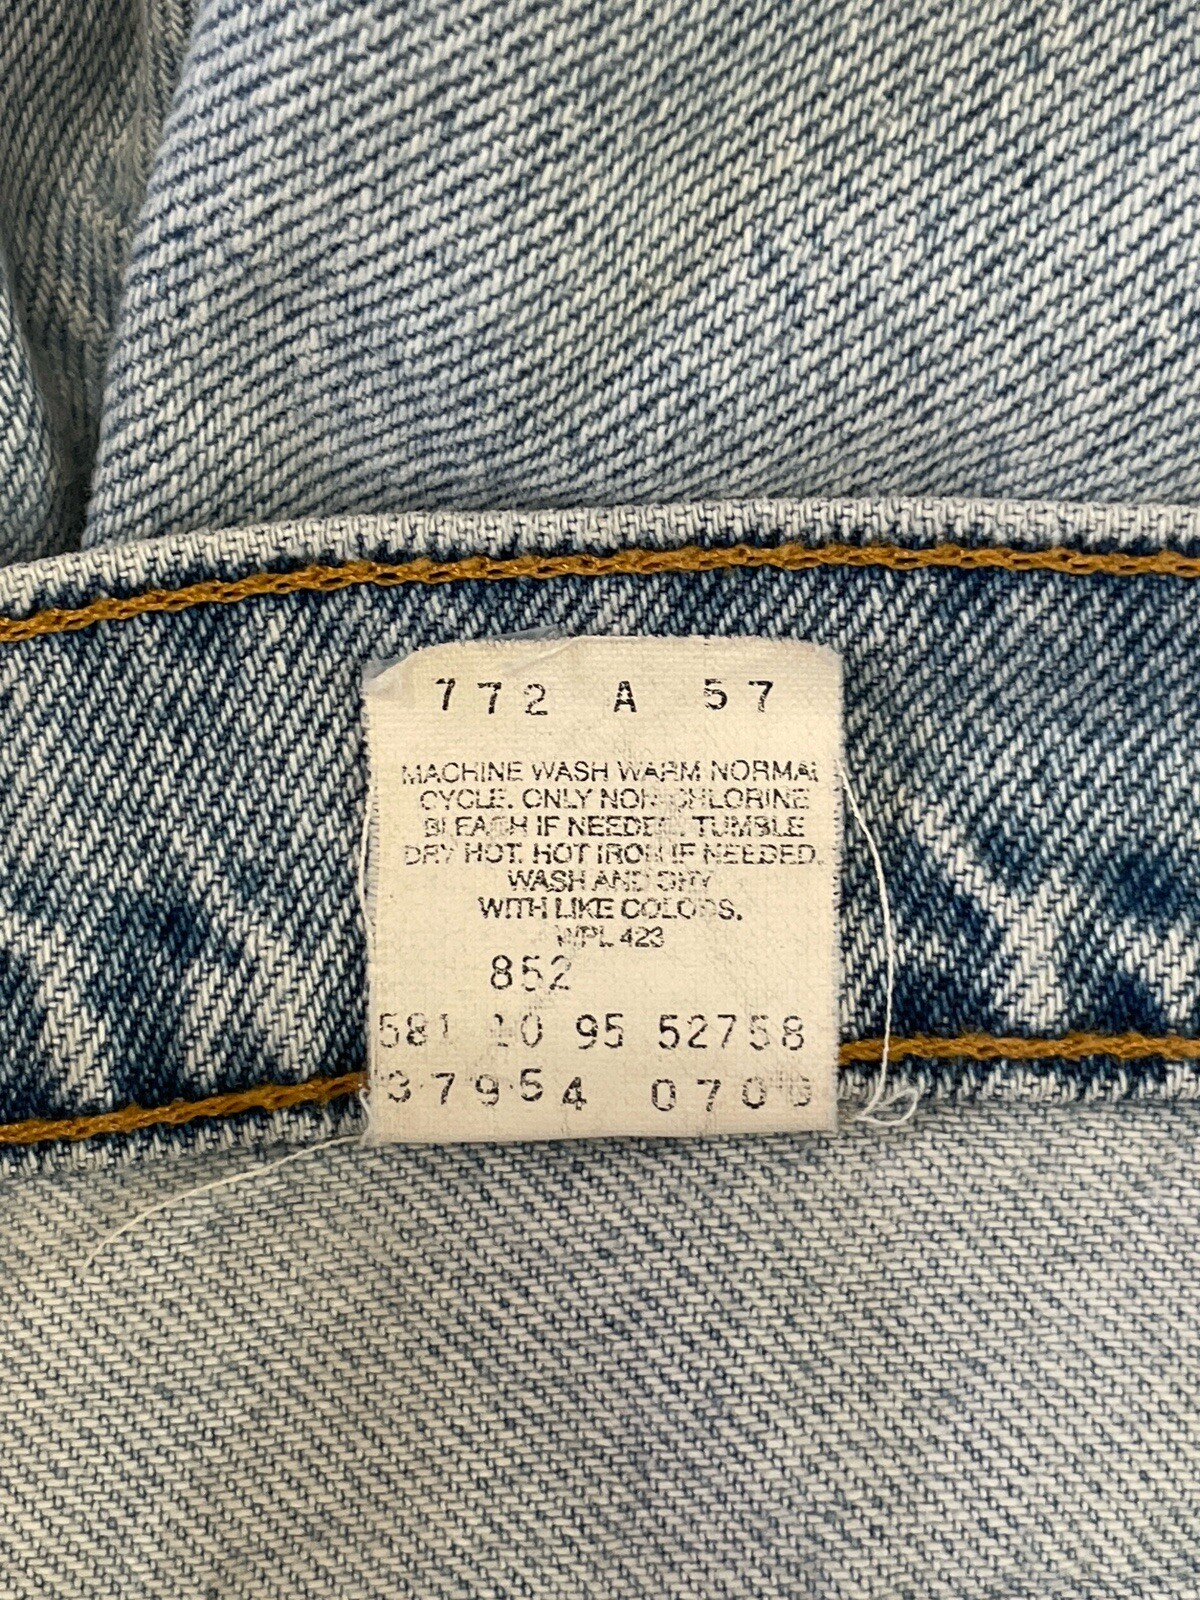 772 A 57
MACHINE WASH WARM NORMAL
CYCLE. ONLY NON-CHLORINE
BLEACH IF NEEDED. TUMBLE
DRY HOT. HOT IRON IF NEEDED.
WASH AND DRY
WITH LIKE COLORS.
WPL 423
852
581 10 95 52758
37954 0700